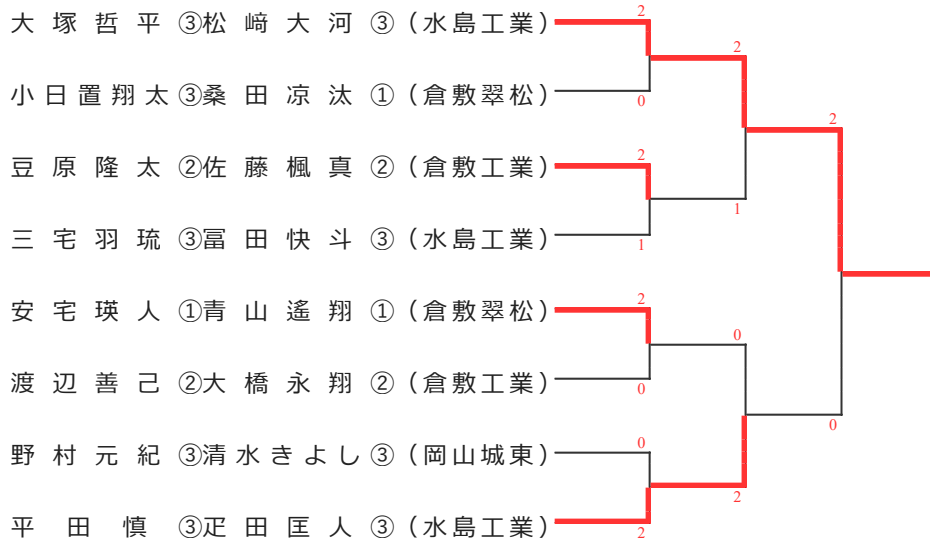 大塚哲平 ③松﨑大河 ③ (水島工業) 2
2
小日置翔太 ③桑田凉汰 ① (倉敷翠松) 0
2
豆原隆太 ②佐藤楓真 ② (倉敷工業) 2
1
三宅羽琉 ③冨田快斗 ③ (水島工業) 1
安宅瑛人 ①青山遙翔 ① (倉敷翠松) 2
0
渡辺善己 ②大橋永翔 ② (倉敷工業) 0
0
野村元紀 ③清水きよし ③ (岡山城東) 0
2
平田慎 ③疋田匡人 ③ (水島工業) 2